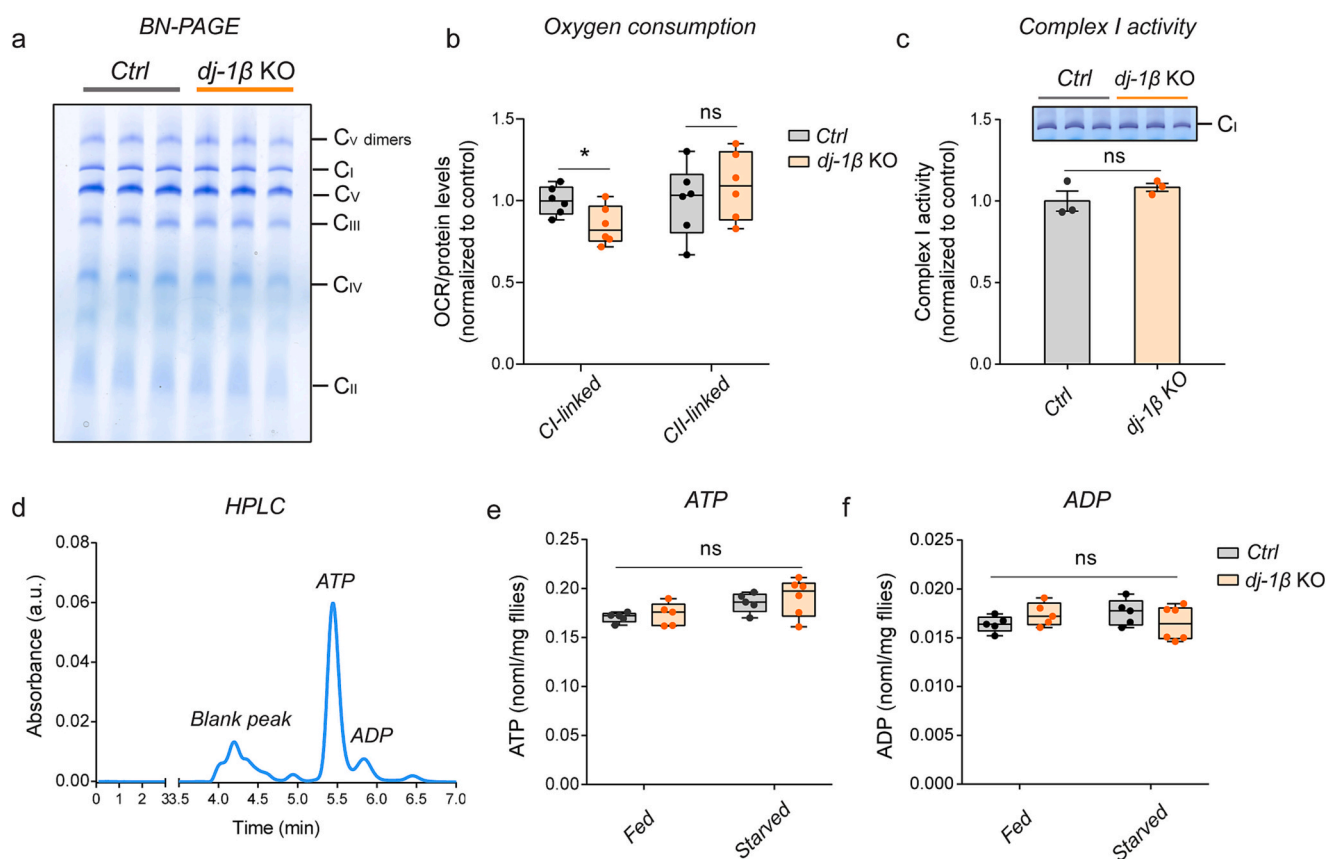 a
BN-PAGE
Ctrl
dj-1β KO
Cv dimers
CI
CV
CIII
CIV
CII
b
Oxygen consumption
OCR/protein levels
(normalized to control)
1.5
1.0
0.5
0.0
*
ns
Ctrl
dj-1β KO
CI-linked
CII-linked
c
Complex I activity
Ctrl
dj-1β KO
CI
Complex I activity
(normalized to control)
1.5
1.0
0.5
0.0
ns
Ctrl
dj-1β KO
d
HPLC
Absorbance (a.u.)
0.08
0.06
0.04
0.02
0.00
Blank peak
ATP
ADP
0 1 2 33.5 4.0 4.5 5.0 5.5 6.0 6.5 7.0
Time (min)
e
ATP
ATP (noml/mg fllies)
0.25
0.20
0.15
0.10
0.05
0.00
ns
Fed
Starved
f
ADP
ADP (noml/mg fllies)
0.025
0.020
0.015
0.010
0.005
0.000
ns
Fed
Starved
Ctrl
dj-1β KO